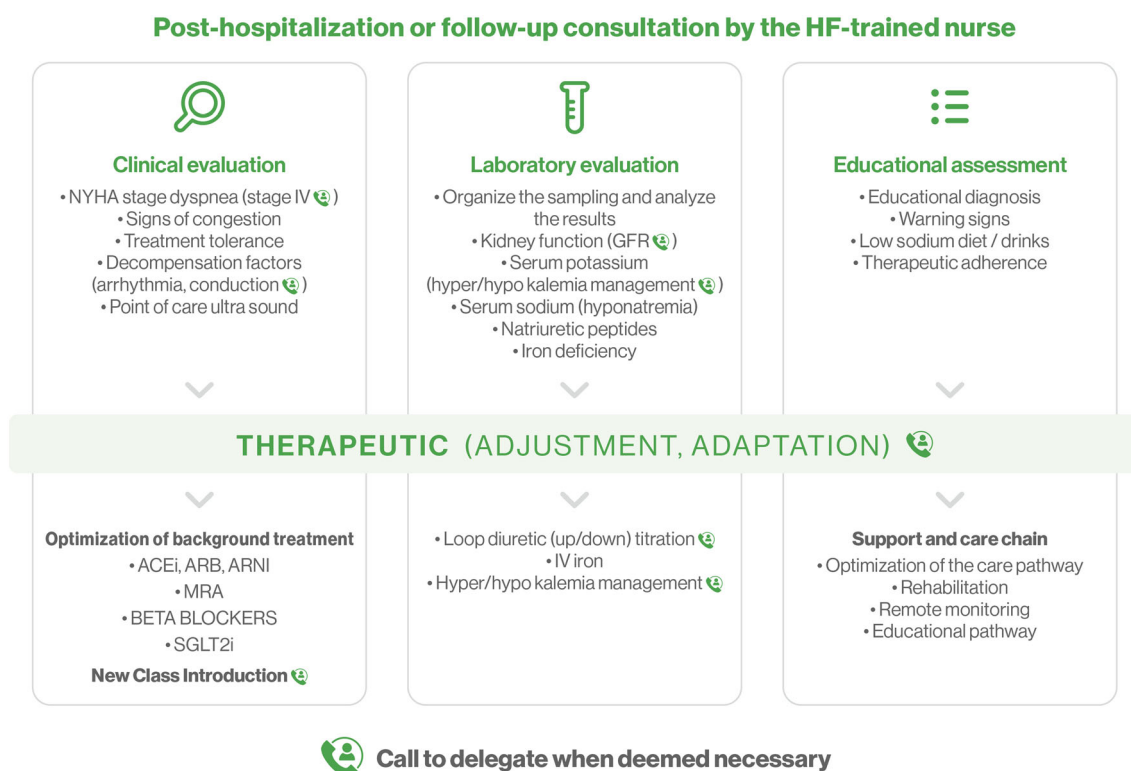 Post-hospitalization or follow-up consultation by the HF-trained nurse
Clinical evaluation
• NYHA stage dyspnea (stage IV )
• Signs of congestion
• Treatment tolerance
• Decompensation factors
(arrhythmia, conduction )
• Point of care ultra sound
Laboratory evaluation
• Organize the sampling and analyze
the results
• Kidney function (GFR )
• Serum potassium
(hyper/hypo kalemia management )
• Serum sodium (hyponatremia)
• Natriuretic peptides
• Iron deficiency
Educational assessment
• Educational diagnosis
• Warning signs
• Low sodium diet / drinks
• Therapeutic adherence
THERAPEUTIC (ADJUSTMENT, ADAPTATION)
Optimization of background treatment
• ACEi, ARB, ARNI
• MRA
• BETA BLOCKERS
• SGLT2i
New Class Introduction
• Loop diuretic (up/down) titration
• IV iron
• Hyper/hypo kalemia management
Support and care chain
• Optimization of the care pathway
• Rehabilitation
• Remote monitoring
• Educational pathway
Call to delegate when deemed necessary